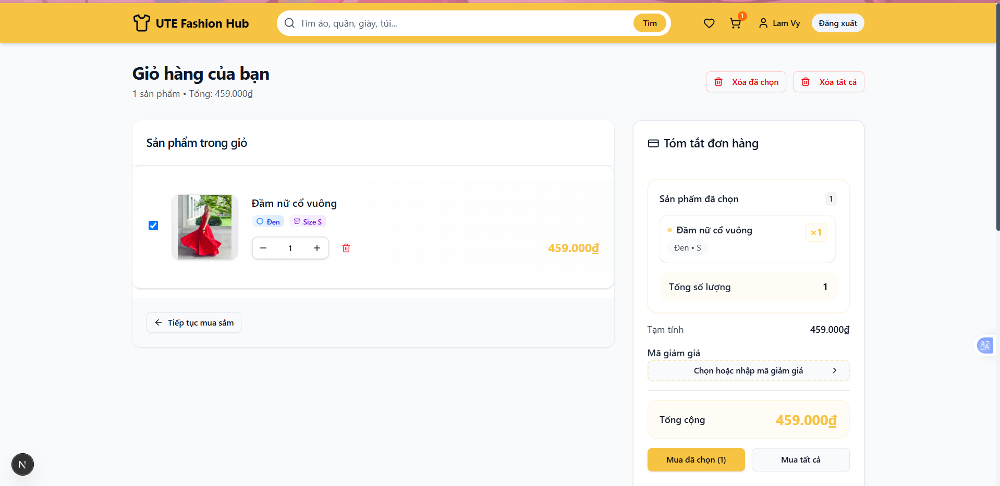 UTE Fashion Hub
Tìm áo, quần, giày, túi...
Tìm
1
Lam Vy
Đăng xuất
Giỏ hàng của bạn
1 sản phẩm • Tổng: 459.000₫
Xóa đã chọn
Xóa tất cả
Sản phẩm trong giỏ
Đầm nữ cổ vuông
Đen
Size S
1
459.000₫
Tiếp tục mua sắm
Tóm tắt đơn hàng
Sản phẩm đã chọn
1
Đầm nữ cổ vuông
×1
Đen • S
Tổng số lượng
1
Tạm tính
459.000₫
Mã giảm giá
Chọn hoặc nhập mã giảm giá
Tổng cộng
459.000₫
Mua đã chọn (1)
Mua tất cả
N